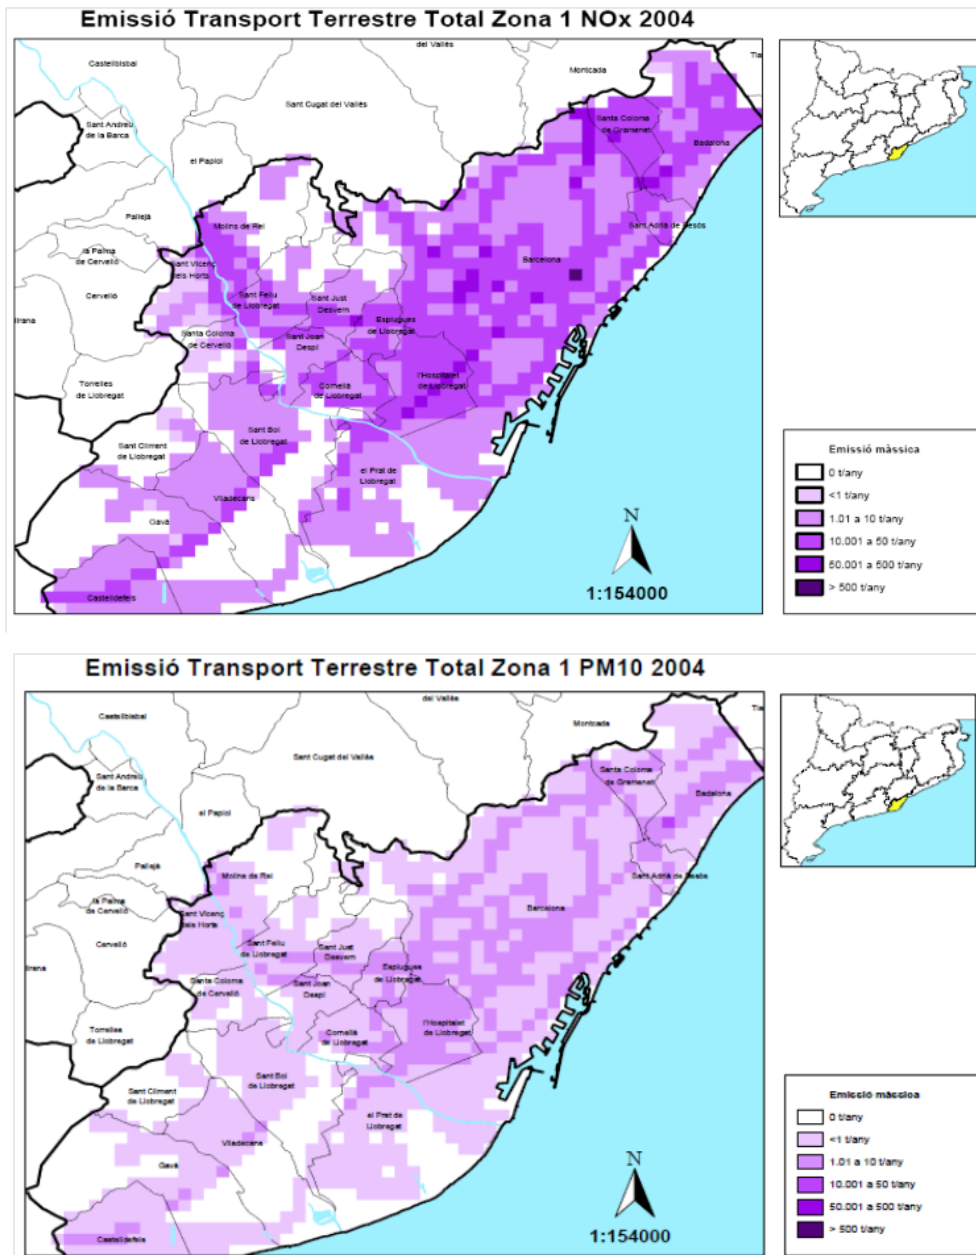 Emissió Transport Terrestre Total Zona 1 NOx 2004
del Vallès
Tia
Castellbisbal
Montcada
Sant Cugat del Vallès
Santa Coloma
de Gramenet
Sant Andreu
de la Barca
Badalona
el Papiol
Pallejà
Molins de Rei
Sant Adrià de Besòs
la Palma
de Cervelló
Sant Vicenç
dels Horts
Barcelona
Cervelló
Sant Feliu
de Llobregat
Sant Just
Desvern
irana
Esplugues
de Llobregat
Santa Coloma
de Cervelló
Sant Joan
Despí
Torrelles
de Llobregat
Cornellà
de Llobregat
l'Hospitalet
de Llobregat
Sant Boi
de Llobregat
Sant Climent
de Llobregat
el Prat de
Llobregat
Viladecans
Gavà
Castelldefels
N
1:154000
Emissió màssica
0 t/any
<1 t/any
1.01 a 10 t/any
10.001 a 50 t/any
50.001 a 500 t/any
> 500 t/any
Emissió Transport Terrestre Total Zona 1 PM10 2004
del Vallès
Tia
Castellbisbal
Montcada
Sant Cugat del Vallès
Santa Coloma
de Gramenet
Sant Andreu
de la Barca
Badalona
el Papiol
Pallejà
Molins de Rei
Sant Adrià de Besòs
la Palma
de Cervelló
Sant Vicenç
dels Horts
Barcelona
Cervelló
Sant Feliu
de Llobregat
Sant Just
Desvern
irana
Esplugues
de Llobregat
Santa Coloma
de Cervelló
Sant Joan
Despí
Torrelles
de Llobregat
Cornellà
de Llobregat
l'Hospitalet
de Llobregat
Sant Boi
de Llobregat
Sant Climent
de Llobregat
el Prat de
Llobregat
Viladecans
Gavà
Castelldefels
N
1:154000
Emissió màssica
0 t/any
<1 t/any
1.01 a 10 t/any
10.001 a 50 t/any
50.001 a 500 t/any
> 500 t/any